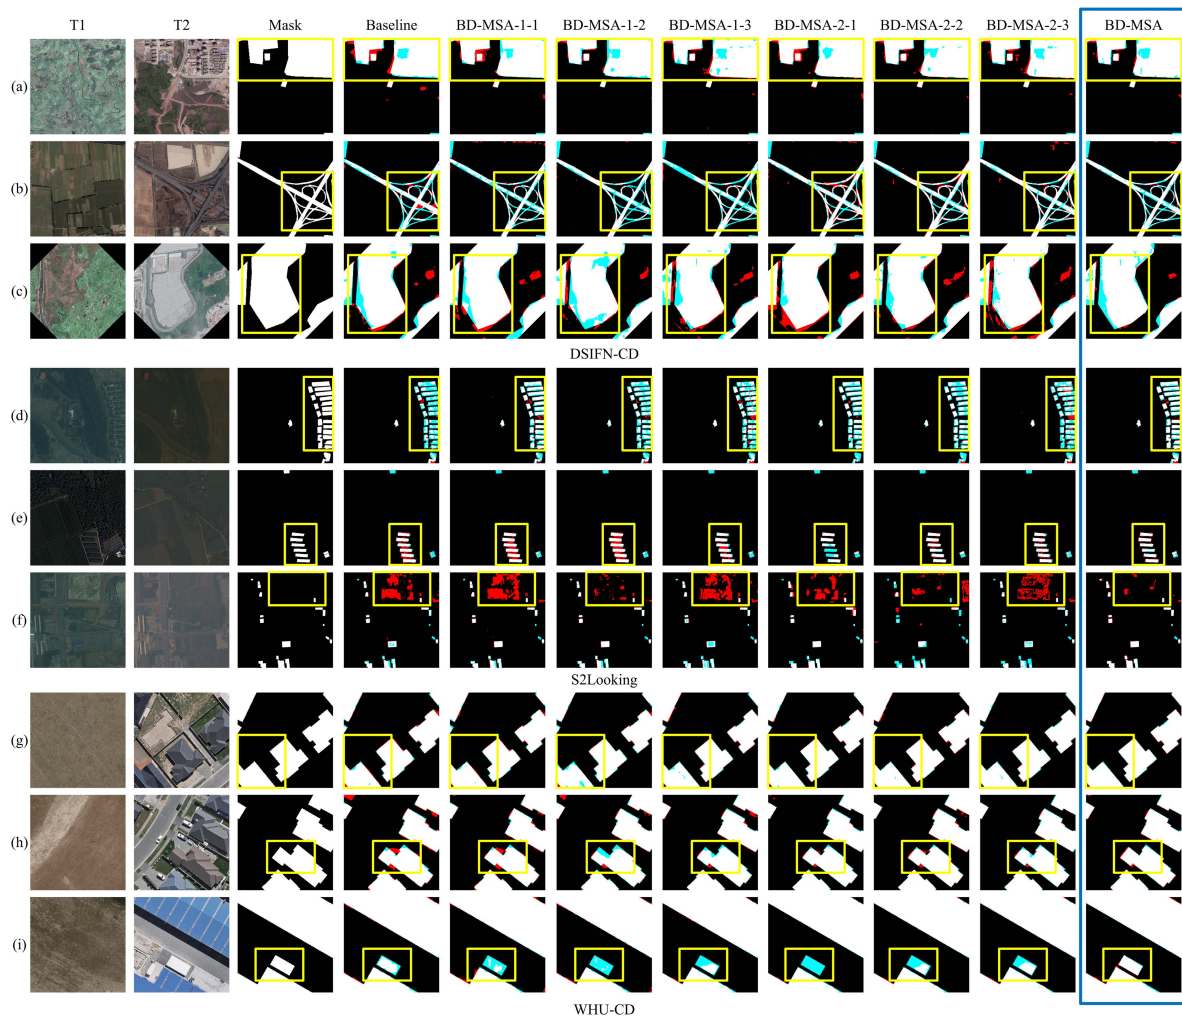 T1 T2 Mask Baseline BD-MSA-1-1 BD-MSA-1-2 BD-MSA-1-3 BD-MSA-2-1 BD-MSA-2-2 BD-MSA-2-3 BD-MSA
(a)
(b)
(c)
DSIFN-CD
(d)
(e)
(f)
S2Looking
(g)
(h)
(i)
WHU-CD